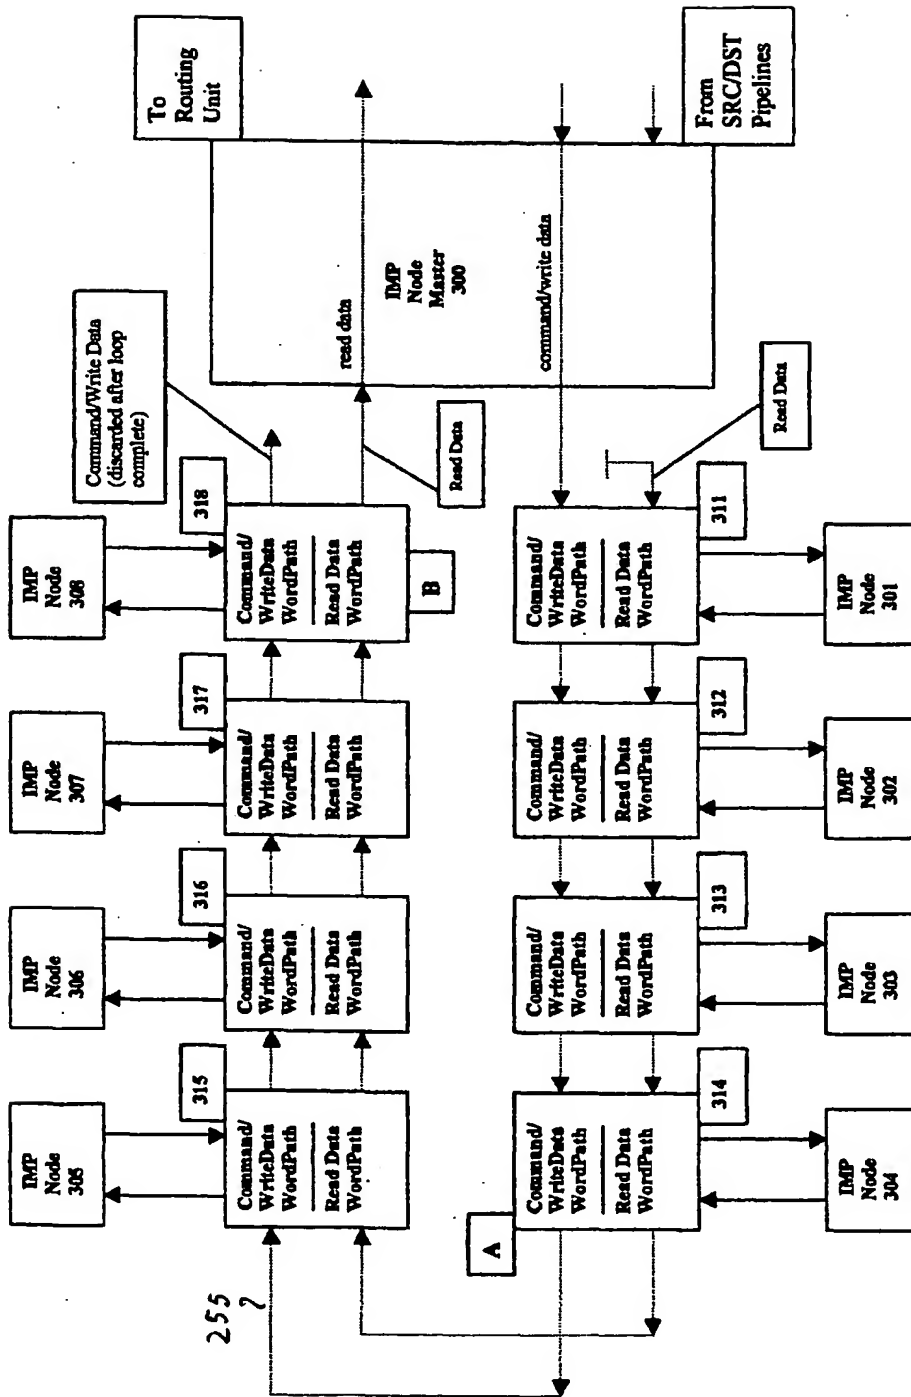 IMP
Node
305
IMP
Node
306
IMP
Node
307
IMP
Node
308
Command/Write Data
(discarded after loop
complete)
To
Routing
Unit
255
315
316
317
318
Command/
WriteData
WordPath
Read Data
WordPath
Command/
WriteData
WordPath
Read Data
WordPath
Command/
WriteData
WordPath
Read Data
WordPath
Command/
WriteData
WordPath
Read Data
WordPath
read data
IMP
Node
Master
300
B
Read Data
A
command/write data
Command/
WriteData
WordPath
Read Data
WordPath
Command/
WriteData
WordPath
Read Data
WordPath
Command/
WriteData
WordPath
Read Data
WordPath
Command/
WriteData
WordPath
Read Data
WordPath
From
SRC/DST
Pipelines
314
313
312
311
Read Data
IMP
Node
304
IMP
Node
303
IMP
Node
302
IMP
Node
301